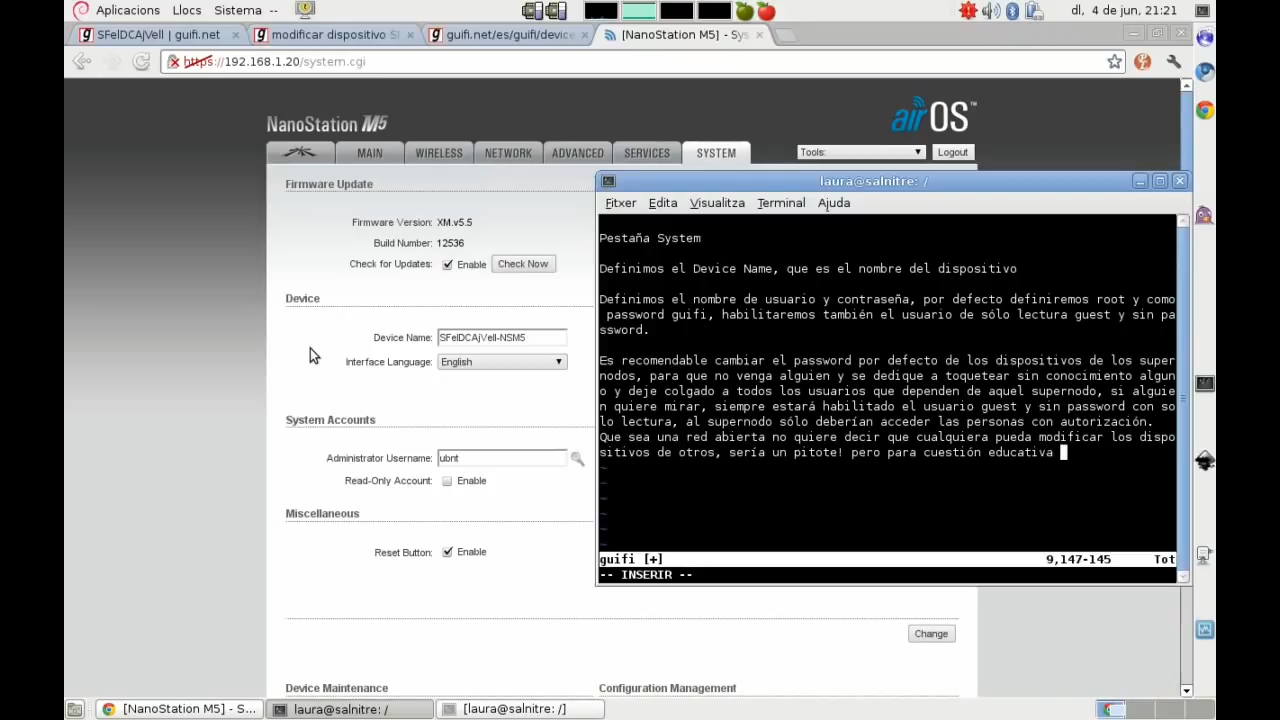 Aplicacions Llocs Sistema -- dl, 4 de jun, 21:21
SFelDCAjVell | guifi.net modificar dispositivo SF guifi.net/es/guifi/device [NanoStation M5] - Sys
https://192.168.1.20/system.cgi
NanoStation M5 airOS™
MAIN WIRELESS NETWORK ADVANCED SERVICES SYSTEM Tools: Logout
Firmware Update
Firmware Version: XM.v5.5
Build Number: 12536
Check for Updates: Enable Check Now
Device
Device Name: SFelDCAjVell-NSM5
Interface Language: English
System Accounts
Administrator Username: ubnt
Read-Only Account: Enable
Miscellaneous
Reset Button: Enable
Change
Device Maintenance Configuration Management
laura@salnitre: /
Fitxer Edita Visualitza Terminal Ajuda
Pestaña System
Definimos el Device Name, que es el nombre del dispositivo
Definimos el nombre de usuario y contraseña, por defecto definiremos root y como
password guifi, habilitaremos también el usuario de sólo lectura guest y sin pa
ssword.
Es recomendable cambiar el password por defecto de los dispositivos de los super
nodos, para que no venga alguien y se dedique a toquetear sin conocimiento algun
o y deje colgado a todos los usuarios que dependen de aquel supernodo, si alguie
n quiere mirar, siempre estará habilitado el usuario guest y sin password con so
lo lectura, al supernodo sólo deberían acceder las personas con autorización.
Que sea una red abierta no quiere decir que cualquiera pueda modificar los dispo
sitivos de otros, sería un pitote! pero para cuestión educativa
~
~
~
~
~
~
guifi [+] 9,147-145 Tot
-- INSERIR --
[NanoStation M5] - S... laura@salnitre: / [laura@salnitre: /]